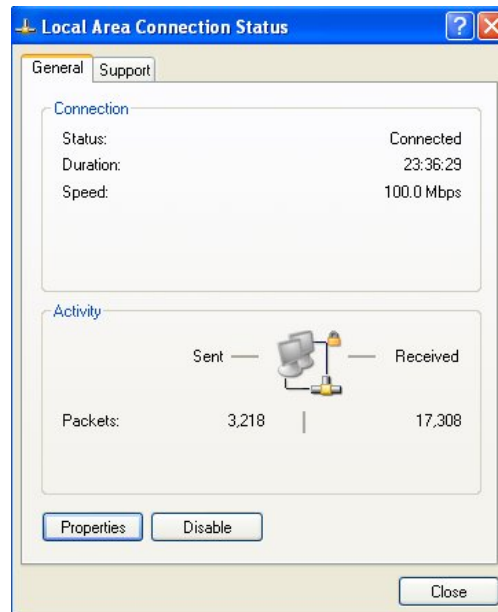 Local Area Connection Status
General Support
Connection
Status: Connected
Duration: 23:36:29
Speed: 100.0 Mbps
Activity
Sent Received
Packets: 3,218 17,308
Properties Disable
Close